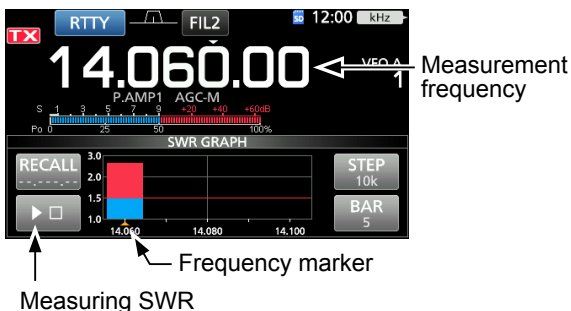 RTTY FIL2 SD 12:00 kHz
TX
14.060.00 VFO A
1
P.AMP1 AGC-M
S 1 3 5 7 9 +20 +40 +60dB
Po 0 25 50 100%
SWR GRAPH
RECALL
--.---.--
3.0
2.0
1.5
1.0
14.060 14.080 14.100
STEP
10k
BAR
5
Measurement
frequency
Frequency marker
Measuring SWR